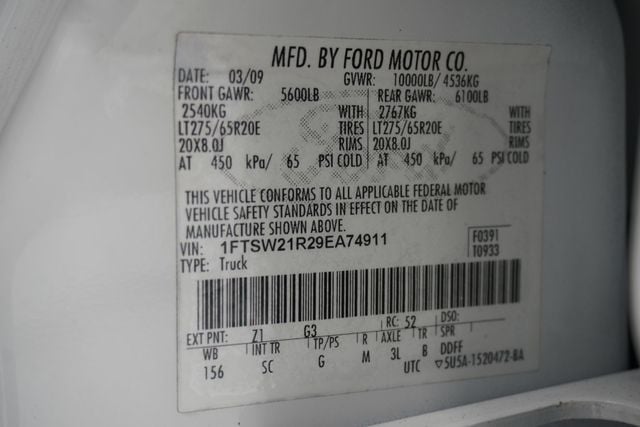 MFD. BY FORD MOTOR CO.
DATE: 03/09 GVWR: 10000LB/ 4536KG
FRONT GAWR: 5600LB REAR GAWR: 6100LB
2540KG WITH 2767KG WITH
LT275/65R20E TIRES LT275/65R20E TIRES
20X8.0J RIMS 20X8.0J RIMS
AT 450 kPa/ 65 PSI COLD AT 450 kPa/ 65 PSI COLD
THIS VEHICLE CONFORMS TO ALL APPLICABLE FEDERAL MOTOR
VEHICLE SAFETY STANDARDS IN EFFECT ON THE DATE OF
MANUFACTURE SHOWN ABOVE.
VIN: 1FTSW21R29EA74911 F0391
TYPE: Truck T0933
EXT PNT: Z1 G3 RC: 52 DSO:
WB INT TR TP/PS R AXLE TR SPR
156 SC G M 3L B DDFF
UTC ▽5U5A-1520472-BA